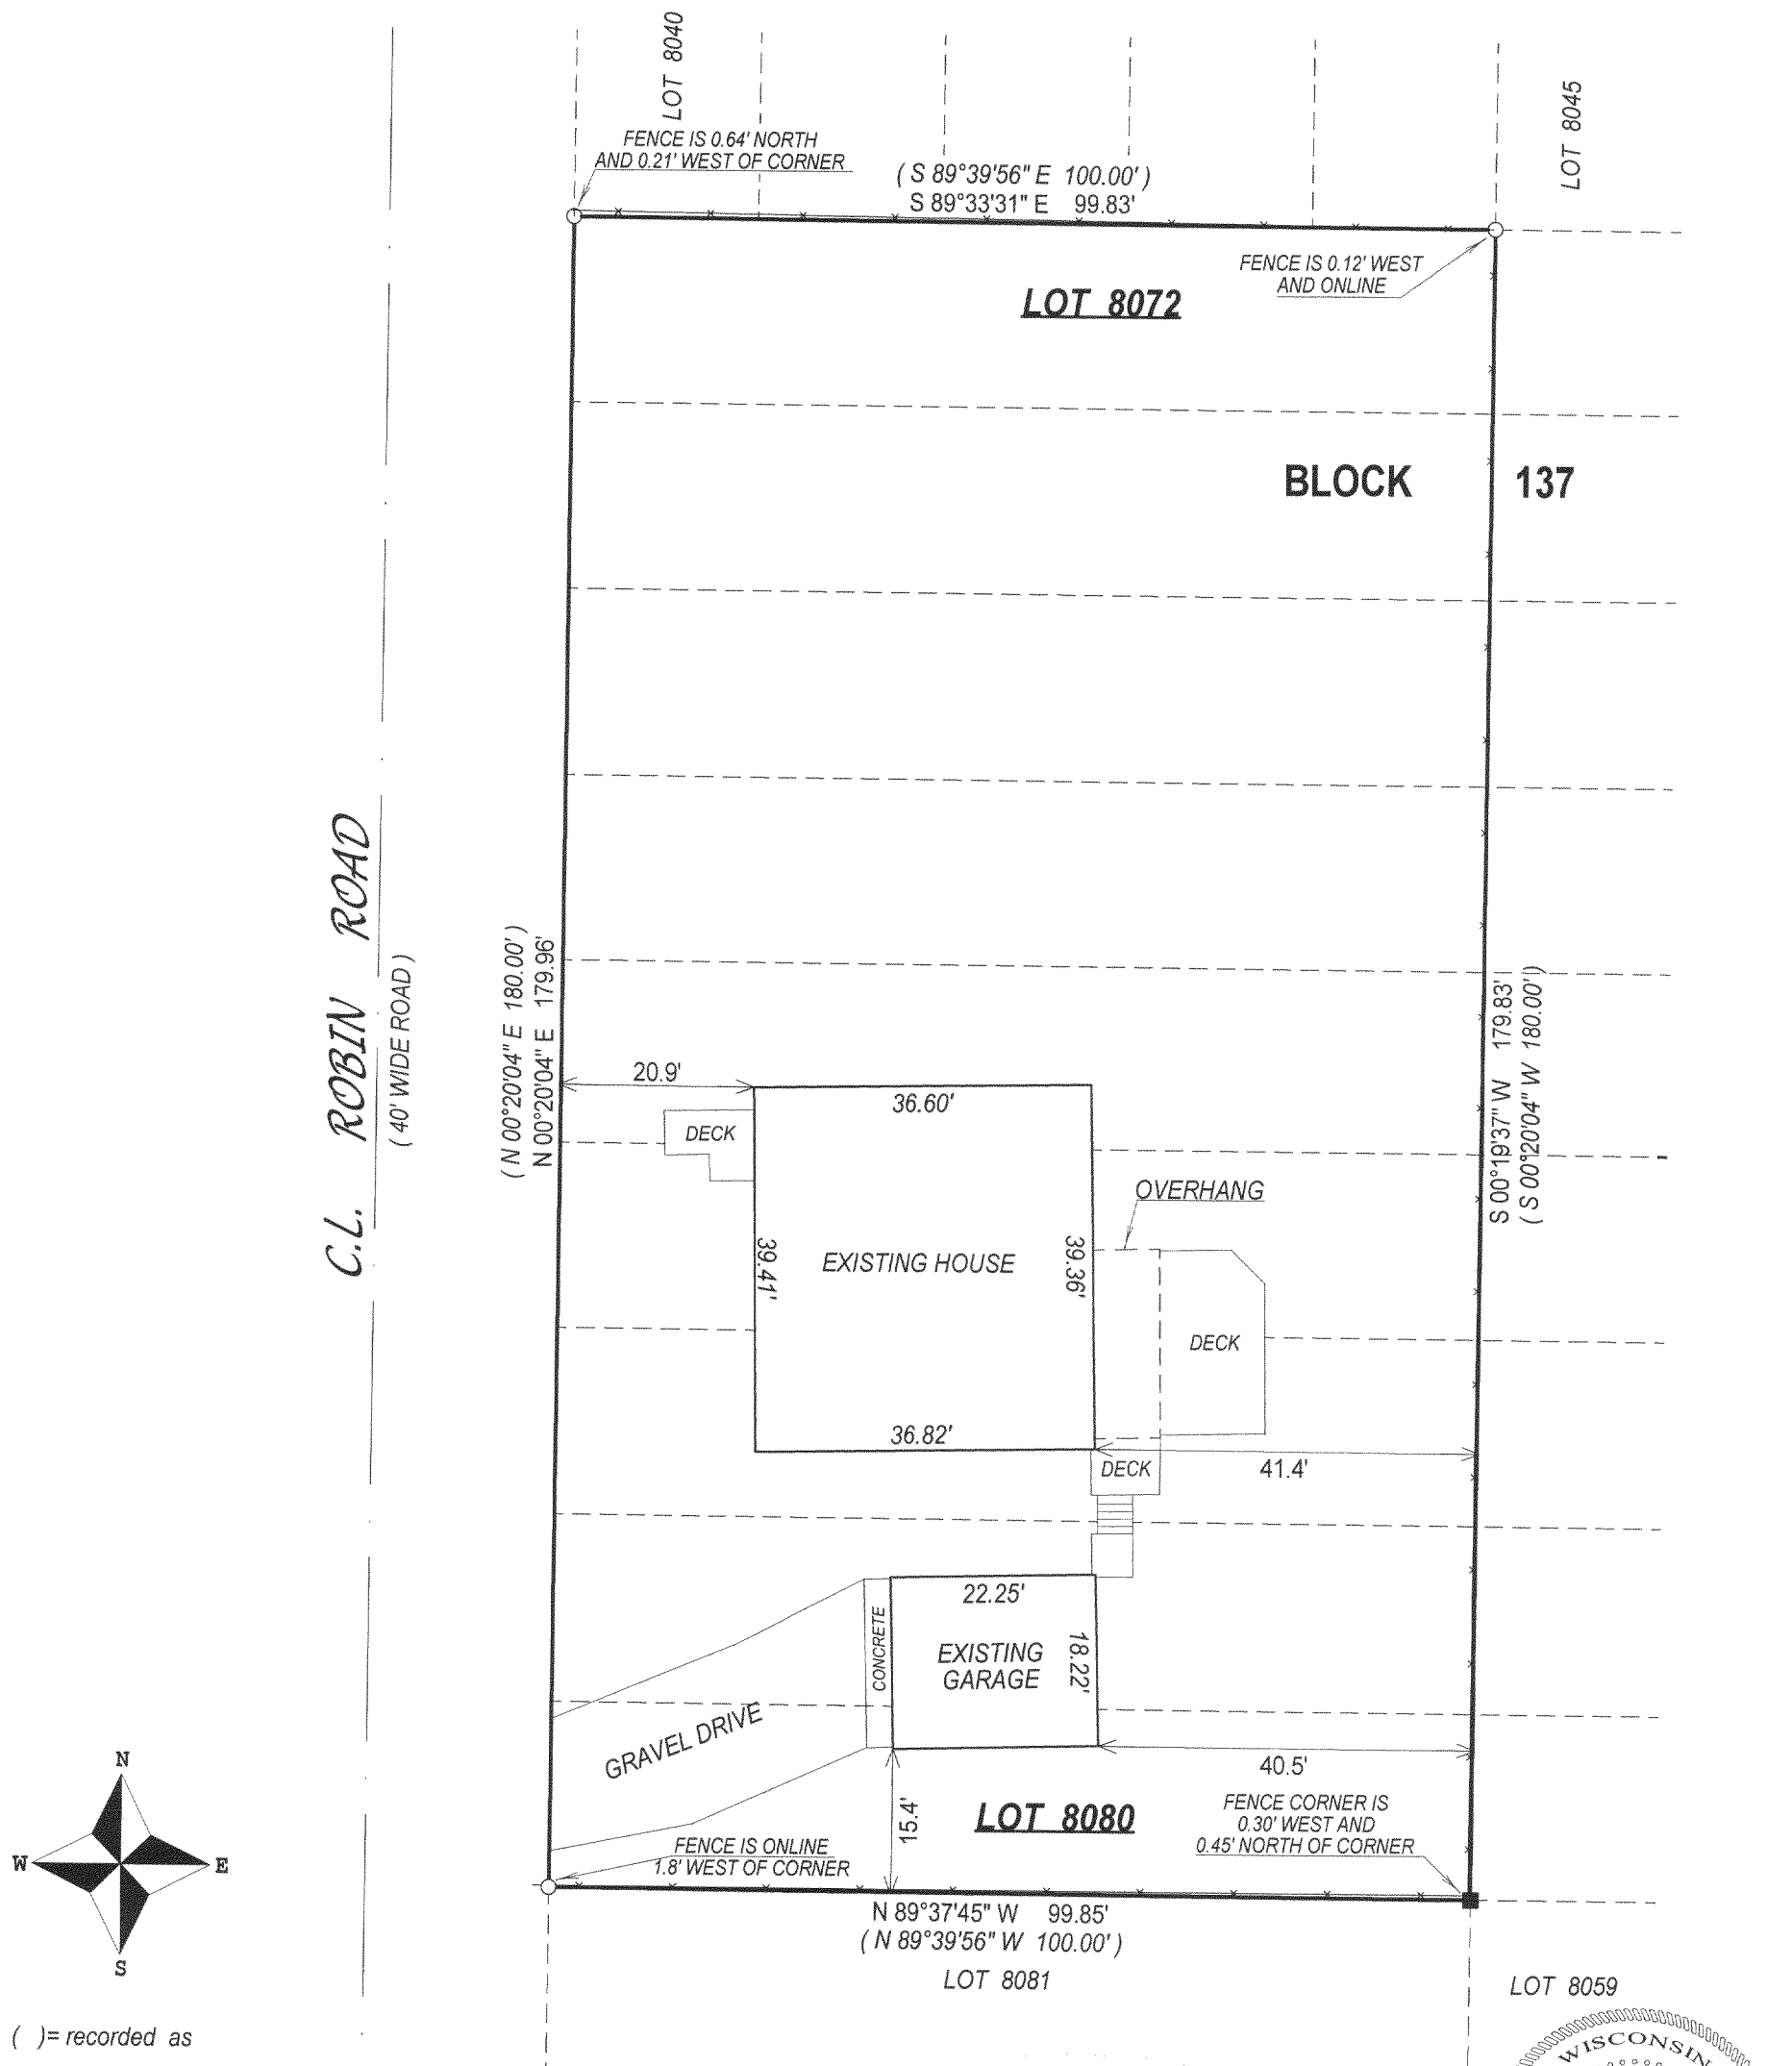 LOT 8040
LOT 8045
FENCE IS 0.64' NORTH
AND 0.21' WEST OF CORNER
( S 89°39'56" E 100.00' )
S 89°33'31" E 99.83'
FENCE IS 0.12' WEST
AND ONLINE
LOT 8072
BLOCK 137
C.L. ROBIN ROAD
( 40' WIDE ROAD )
( N 00°20'04" E 180.00' )
N 00°20'04" E 179.96'
S 00°19'37" W 179.83'
( S 00°20'04" W 180.00')
20.9'
36.60'
DECK
OVERHANG
39.41'
EXISTING HOUSE
39.36'
DECK
36.82'
DECK
41.4'
22.25'
CONCRETE
EXISTING
GARAGE
18.22'
GRAVEL DRIVE
40.5'
15.4'
LOT 8080
FENCE CORNER IS
0.30' WEST AND
0.45' NORTH OF CORNER
FENCE IS ONLINE
1.8' WEST OF CORNER
N 89°37'45" W 99.85'
( N 89°39'56" W 100.00' )
LOT 8081
LOT 8059
N
W
E
S
( )= recorded as
WISCONSIN